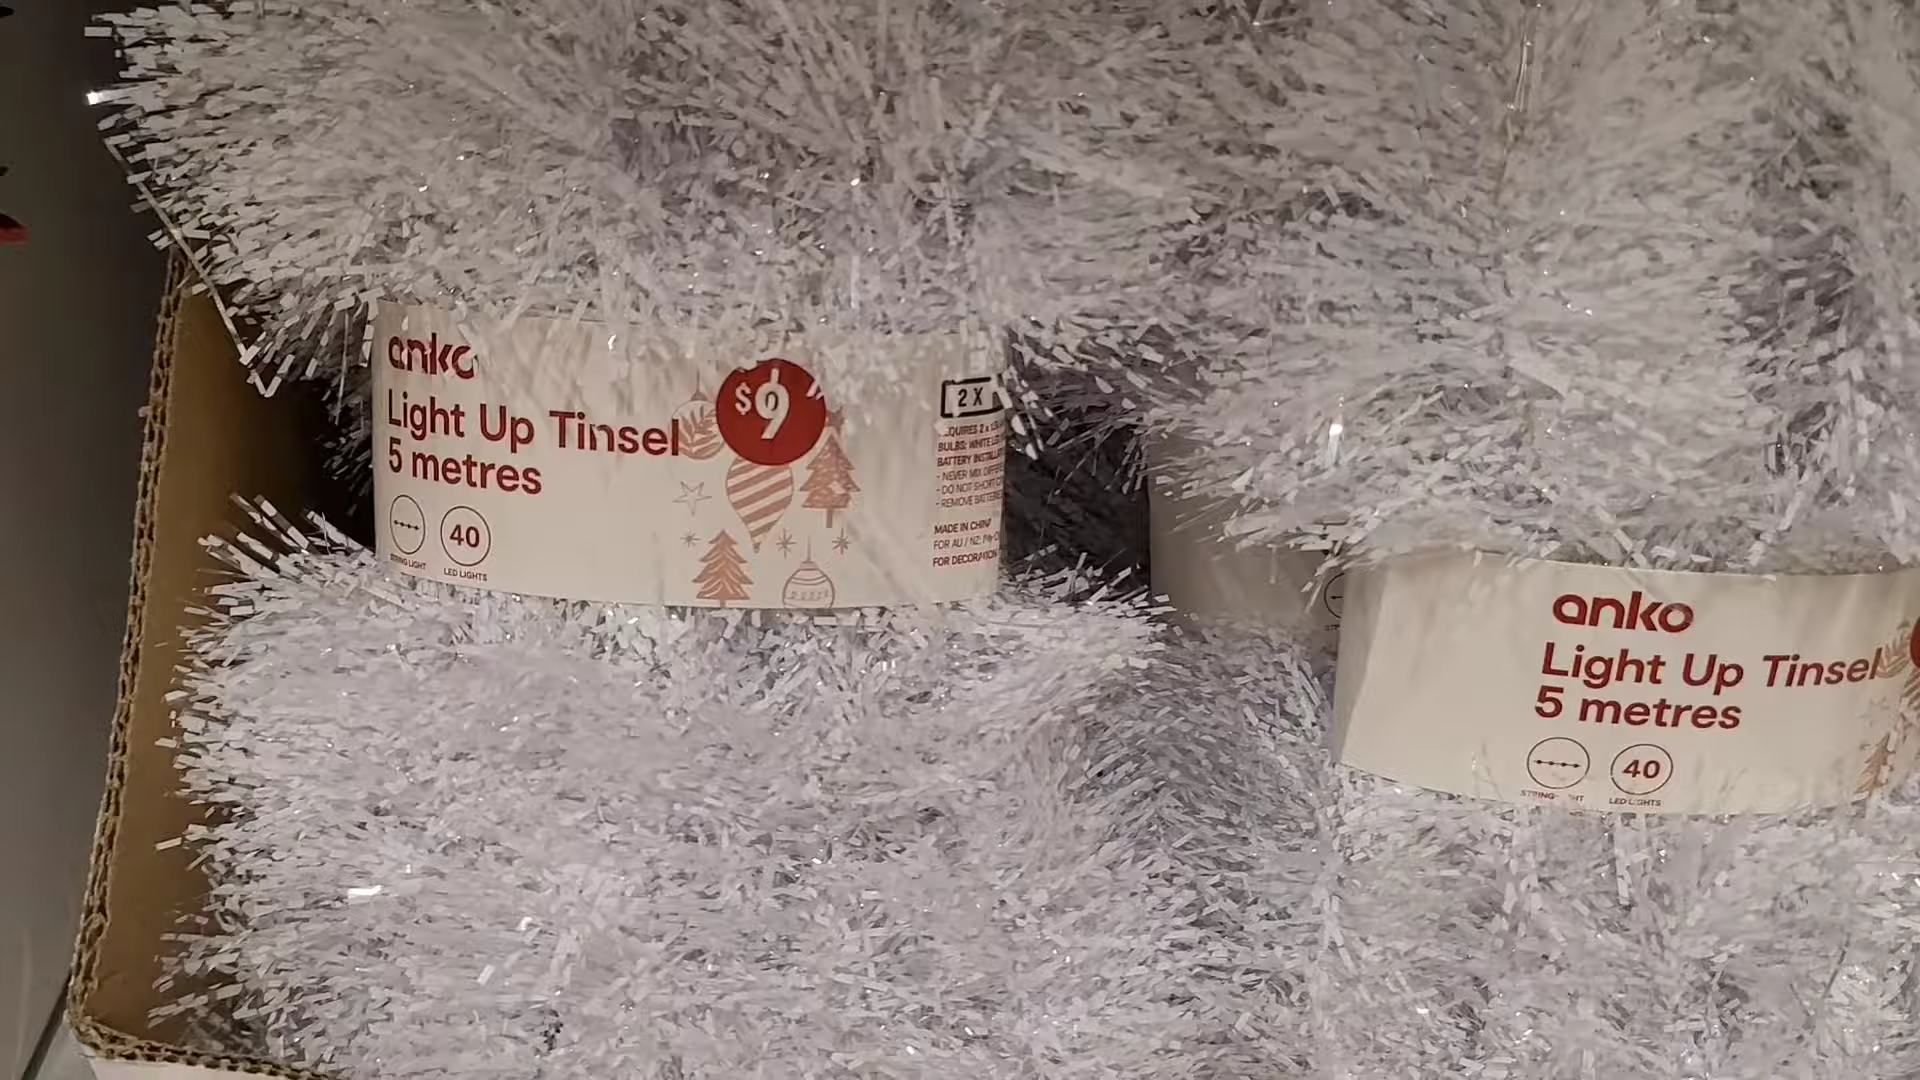 anko
Light Up Tinsel
5 metres
$9
40
STRING LIGHT
LED LIGHTS
2 X
BULBS: WHITE
BATTERY
- NEVER MIX
- DO NOT SHORT
- REMOVE
MADE IN CHINA
FOR AU / NZ:
FOR DECORATION
anko
Light Up Tinsel
5 metres
40
LED LIGHTS